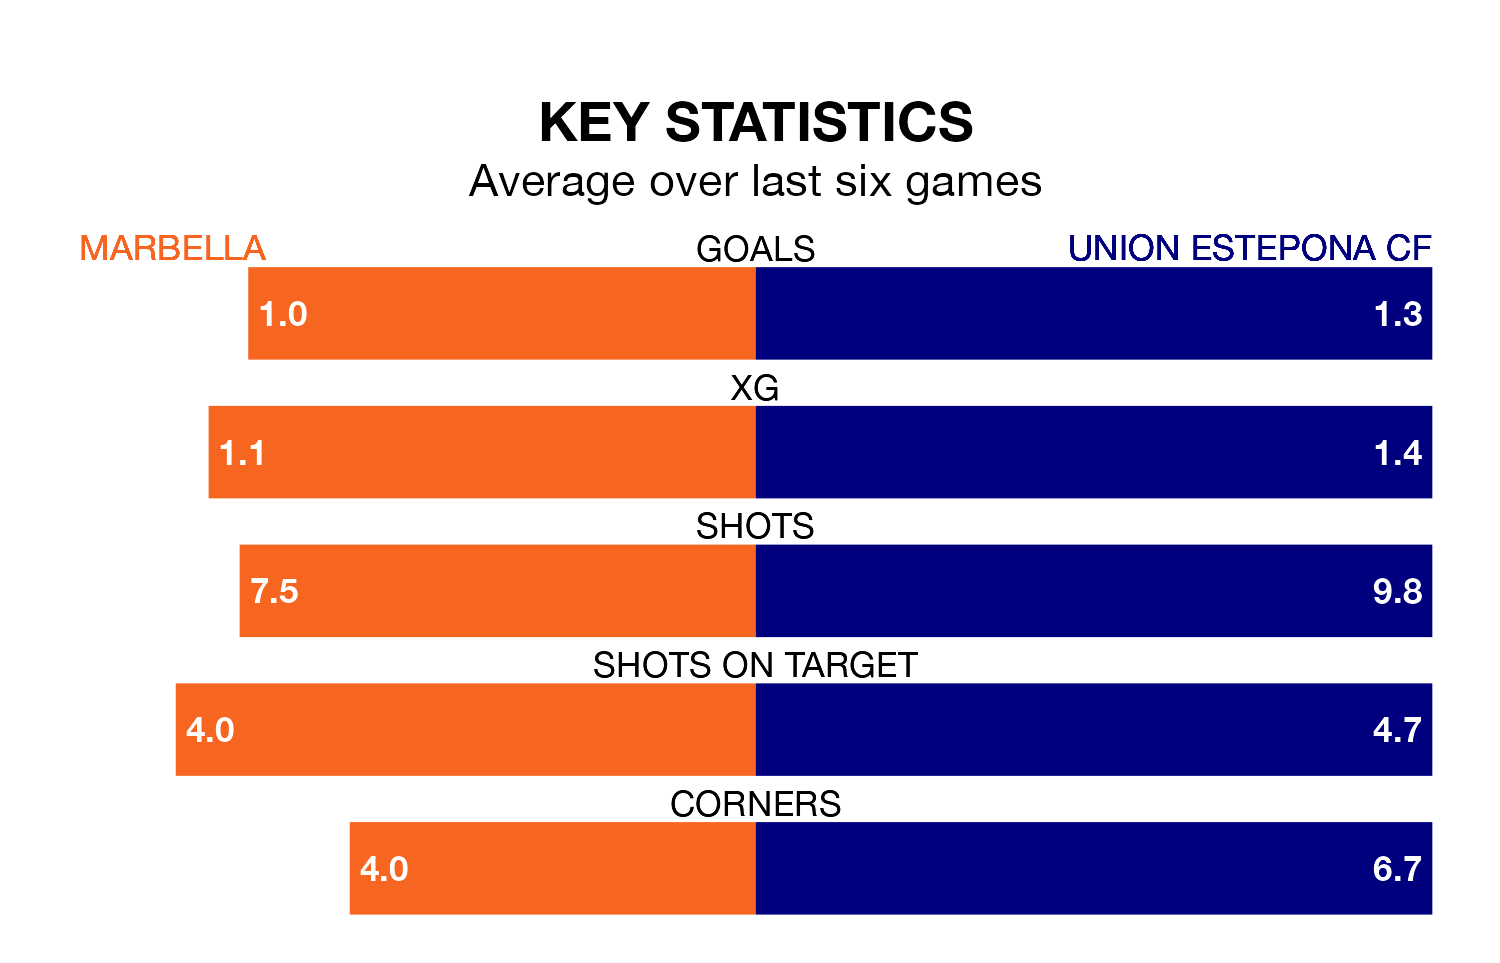 KEY STATISTICS
Average over last six games
MARBELLA GOALS UNION ESTEPONA CF
1.0 1.3
XG
1.1 1.4
SHOTS
7.5 9.8
SHOTS ON TARGET
4.0 4.7
CORNERS
4.0 6.7